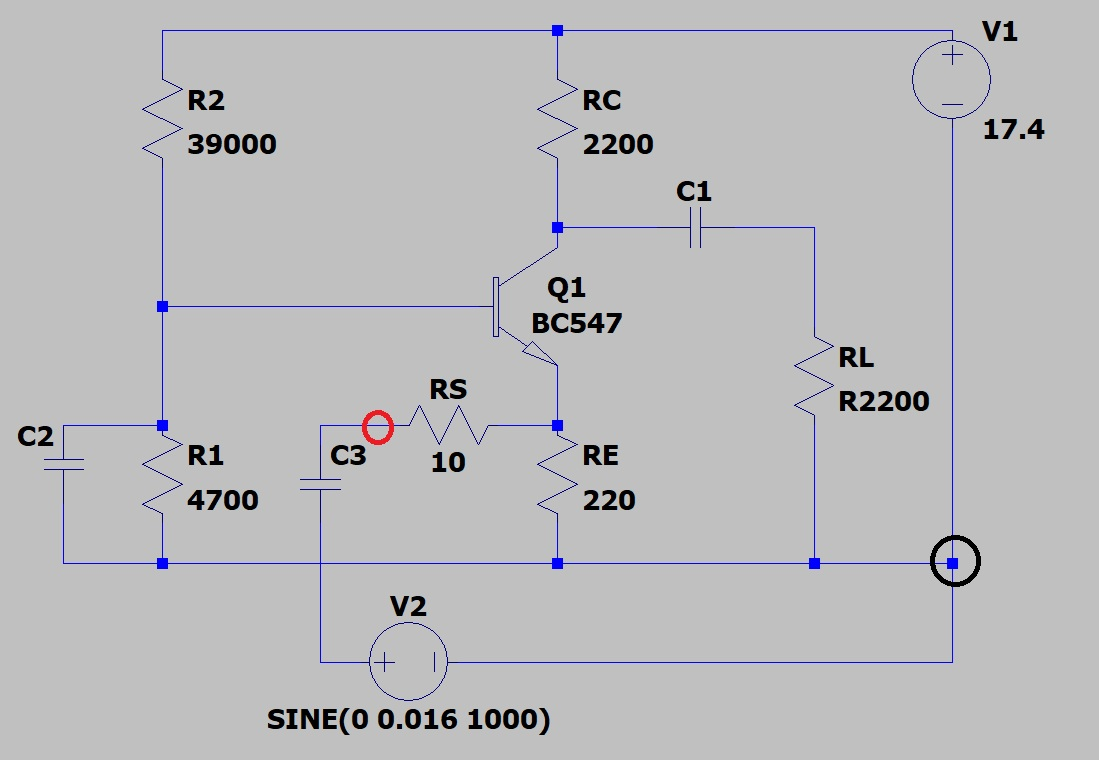 V1
17.4
R2
39000
RC
2200
C1
Q1
BC547
RL
R2200
RS
10
C2
R1
4700
C3
RE
220
V2
SINE(0 0.016 1000)